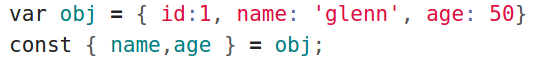 var obj = { id:1, name: 'glenn', age: 50}
const { name,age } = obj;